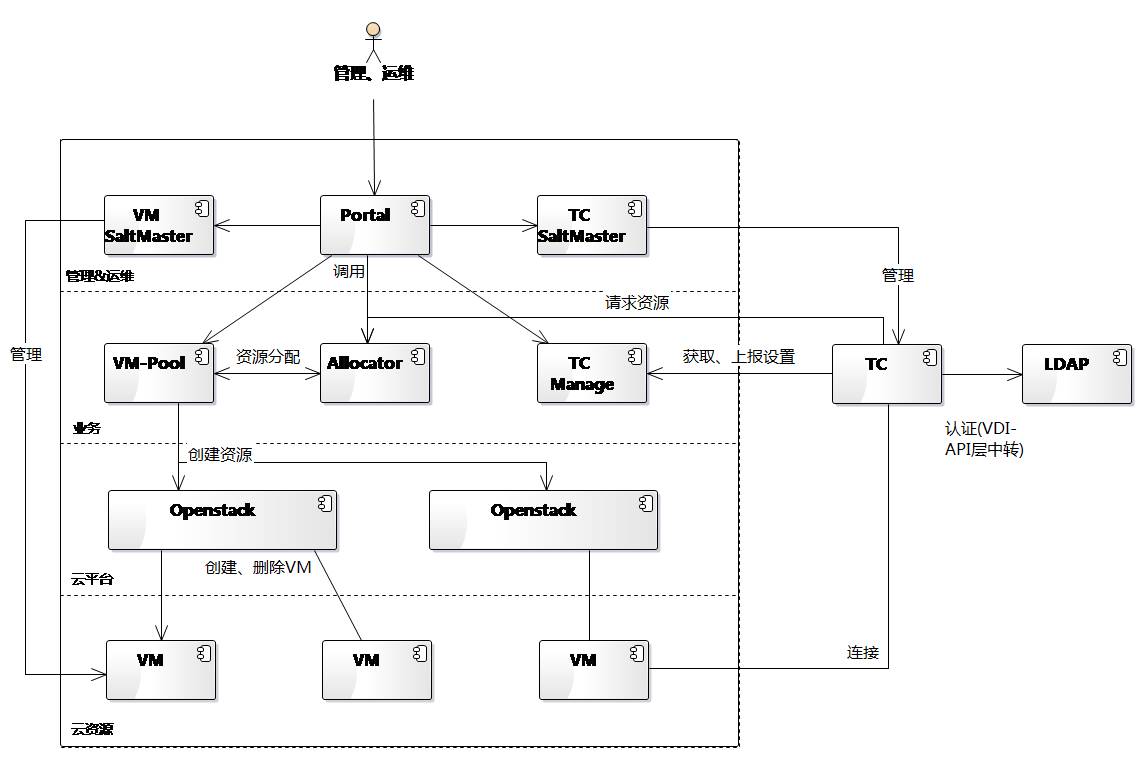 管理、运维
VM
SaltMaster
Portal
TC
SaltMaster
管理&运维
调用
管理
请求资源
管理
VM-Pool
资源分配
Allocator
TC
Manage
获取、上报设置
TC
LDAP
业务
认证(VDI-
API层中转)
创建资源
Openstack
Openstack
创建、删除VM
云平台
VM
VM
VM
连接
云资源